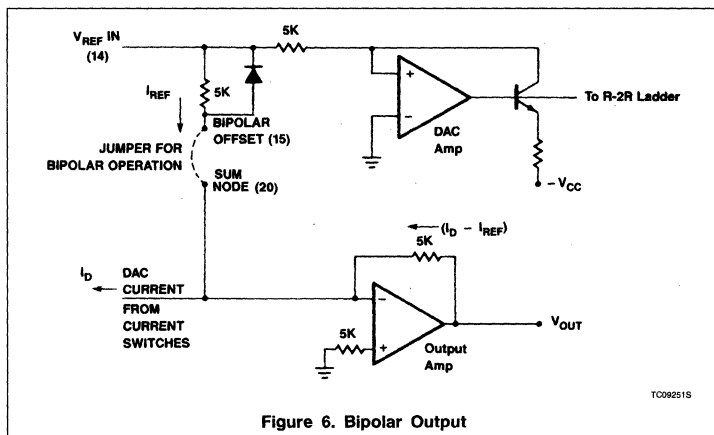 V_REF IN
(14)
5K
I_REF
5K
BIPOLAR
OFFSET (15)
JUMPER FOR
BIPOLAR OPERATION
SUM
NODE (20)
+
−
DAC
Amp
To R-2R Ladder
−V_CC
(I_D − I_REF)
5K
I_D
DAC
CURRENT
FROM
CURRENT
SWITCHES
−
5K
+
Output
Amp
V_OUT
TC09251S
Figure 6. Bipolar Output